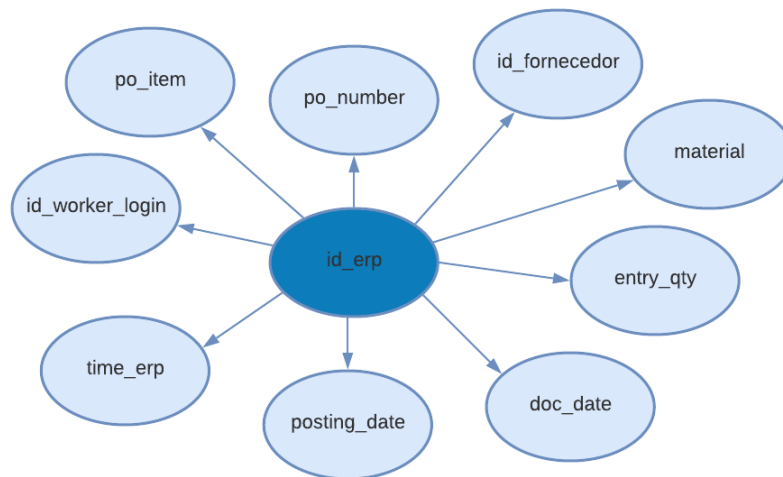 id_fornecedor
po_item
po_number
material
id_worker_login
id_erp
entry_qty
time_erp
doc_date
posting_date